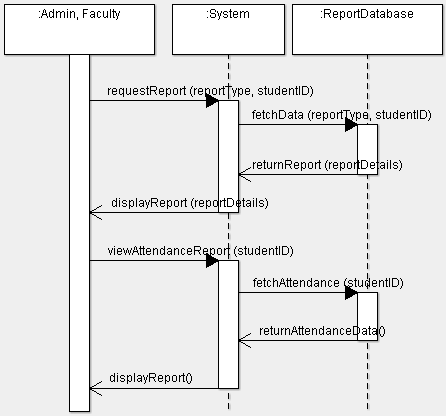 :Admin, Faculty
:System
:ReportDatabase
requestReport (reportType, studentID)
fetchData (reportType, studentID)
returnReport (reportDetails)
displayReport (reportDetails)
viewAttendanceReport (studentID)
fetchAttendance (studentID)
returnAttendanceData()
displayReport()